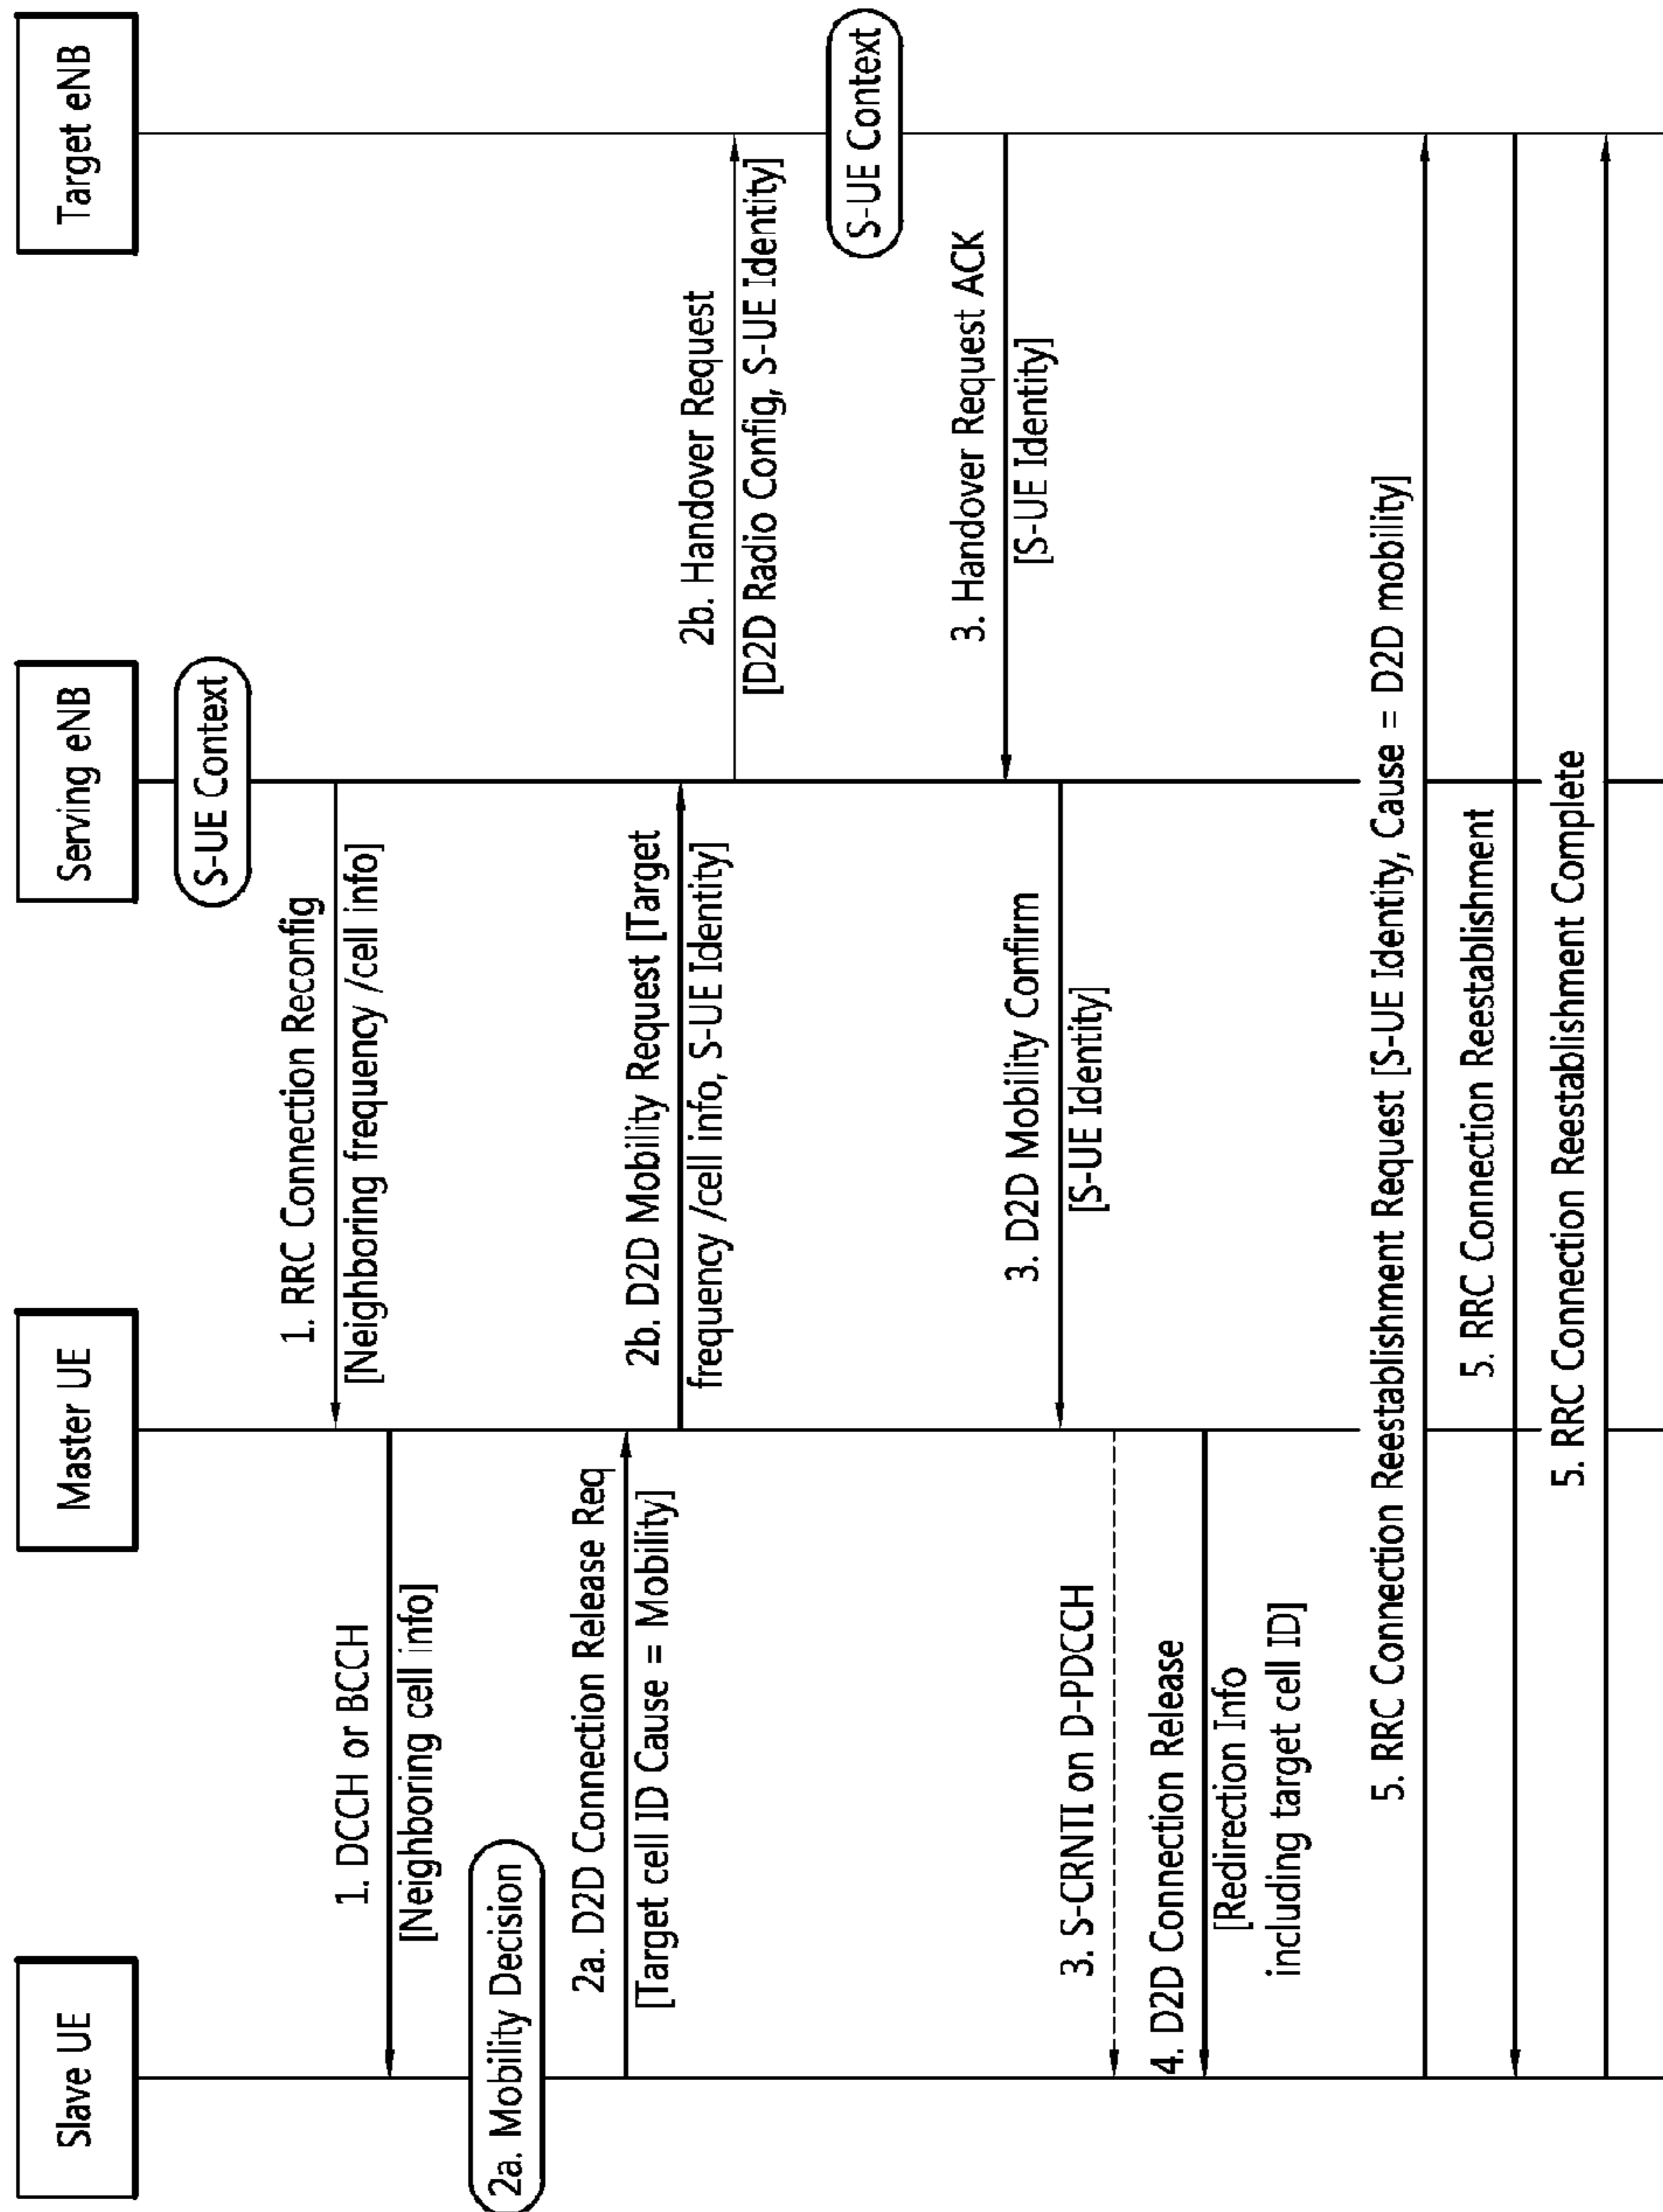 Slave UE
Master UE
Serving eNB
Target eNB
S-UE Context
1. RRC Connection Reconfig
[Neighboring frequency /cell info]
1. DCCH or BCCH
[Neighboring cell info]
2a. Mobility Decision
2a. D2D Connection Release Req
[Target cell ID Cause = Mobility]
2b. D2D Mobility Request [Target
frequency /cell info, S-UE Identity]
2b. Handover Request
[D2D Radio Config, S-UE Identity]
S-UE Context
3. Handover Request ACK
[S-UE Identity]
3. D2D Mobility Confirm
[S-UE Identity]
3. S-CRNTI on D-PDCCH
4. D2D Connection Release
[Redirection Info
including target cell ID]
5. RRC Connection Reestablishment Request [S-UE Identity, Cause = D2D mobility]
5. RRC Connection Reestablishment
5. RRC Connection Reestablishment Complete